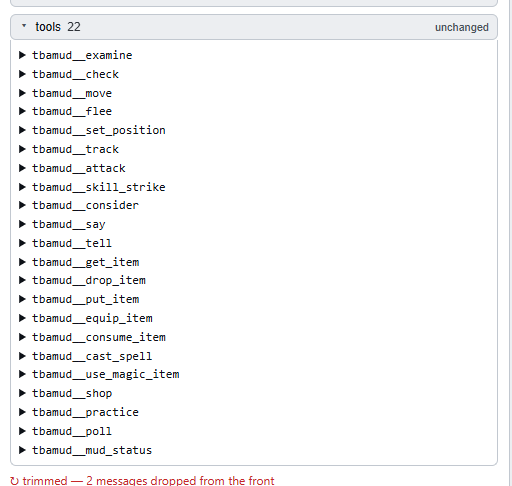 tools 22 unchanged
tbamud__examine
tbamud__check
tbamud__move
tbamud__flee
tbamud__set_position
tbamud__track
tbamud__attack
tbamud__skill_strike
tbamud__consider
tbamud__say
tbamud__tell
tbamud__get_item
tbamud__drop_item
tbamud__put_item
tbamud__equip_item
tbamud__consume_item
tbamud__cast_spell
tbamud__use_magic_item
tbamud__shop
tbamud__practice
tbamud__poll
tbamud__mud_status
↻ trimmed — 2 messages dropped from the front